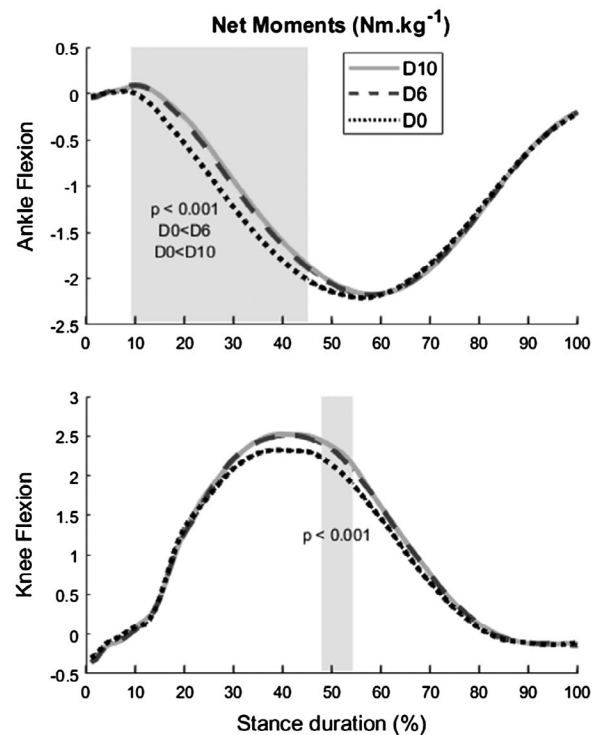 Net Moments (Nm.kg⁻¹)
0.5
0
-0.5
-1
-1.5
-2
-2.5
Ankle Flexion
D10
D6
D0
p < 0.001
D0<D6
D0<D10
0 10 20 30 40 50 60 70 80 90 100
3
2.5
2
1.5
1
0.5
0
-0.5
Knee Flexion
p < 0.001
0 10 20 30 40 50 60 70 80 90 100
Stance duration (%)